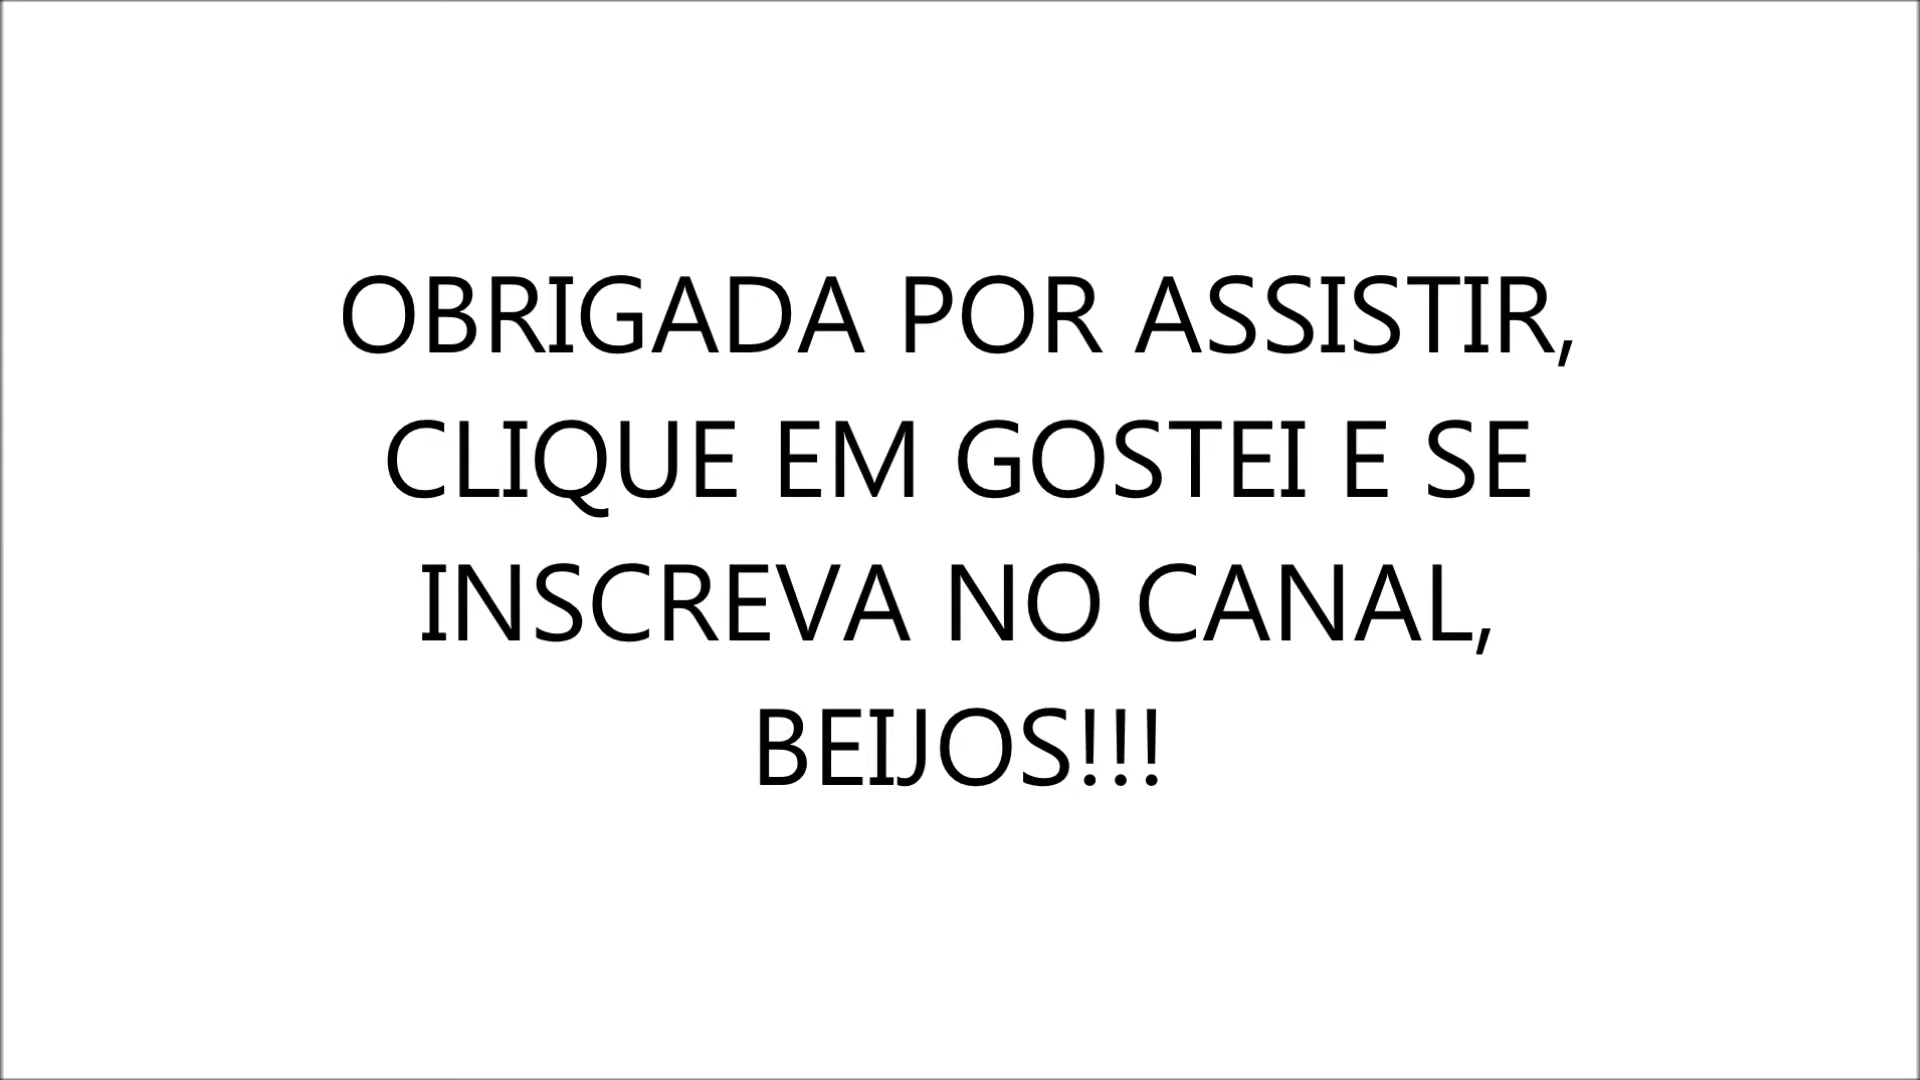 OBRIGADA POR ASSISTIR,
CLIQUE EM GOSTEI E SE
INSCREVA NO CANAL,
BEIJOS!!!